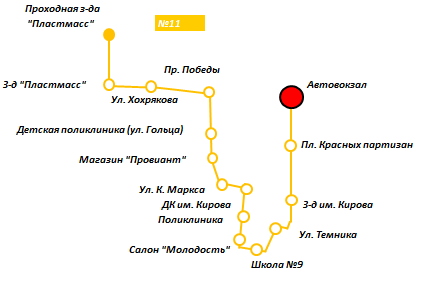 Проходная з-да
"Пластмасс"
№11
Пр. Победы
З-д "Пластмасс"
Автовокзал
Ул. Хохрякова
Детская поликлиника (ул. Гольца)
Пл. Красных партизан
Магазин "Провиант"
Ул. К. Маркса
ДК им. Кирова
З-д им. Кирова
Поликлиника
Ул. Темника
Салон "Молодость"
Школа №9